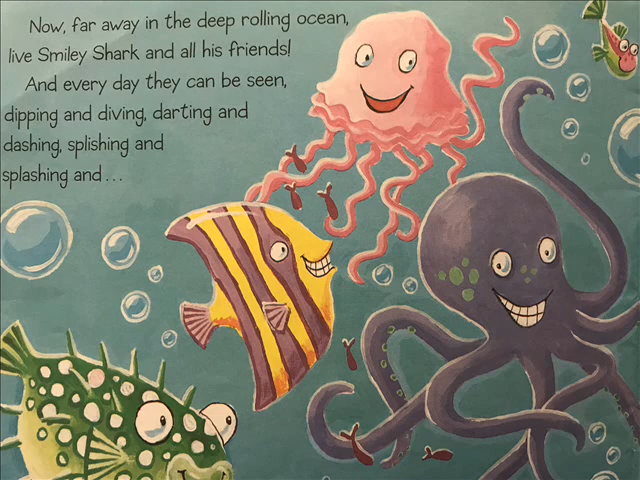 Now, far away in the deep rolling ocean,
live Smiley Shark and all his friends!
And every day they can be seen,
dipping and diving, darting and
dashing, splishing and
splashing and...